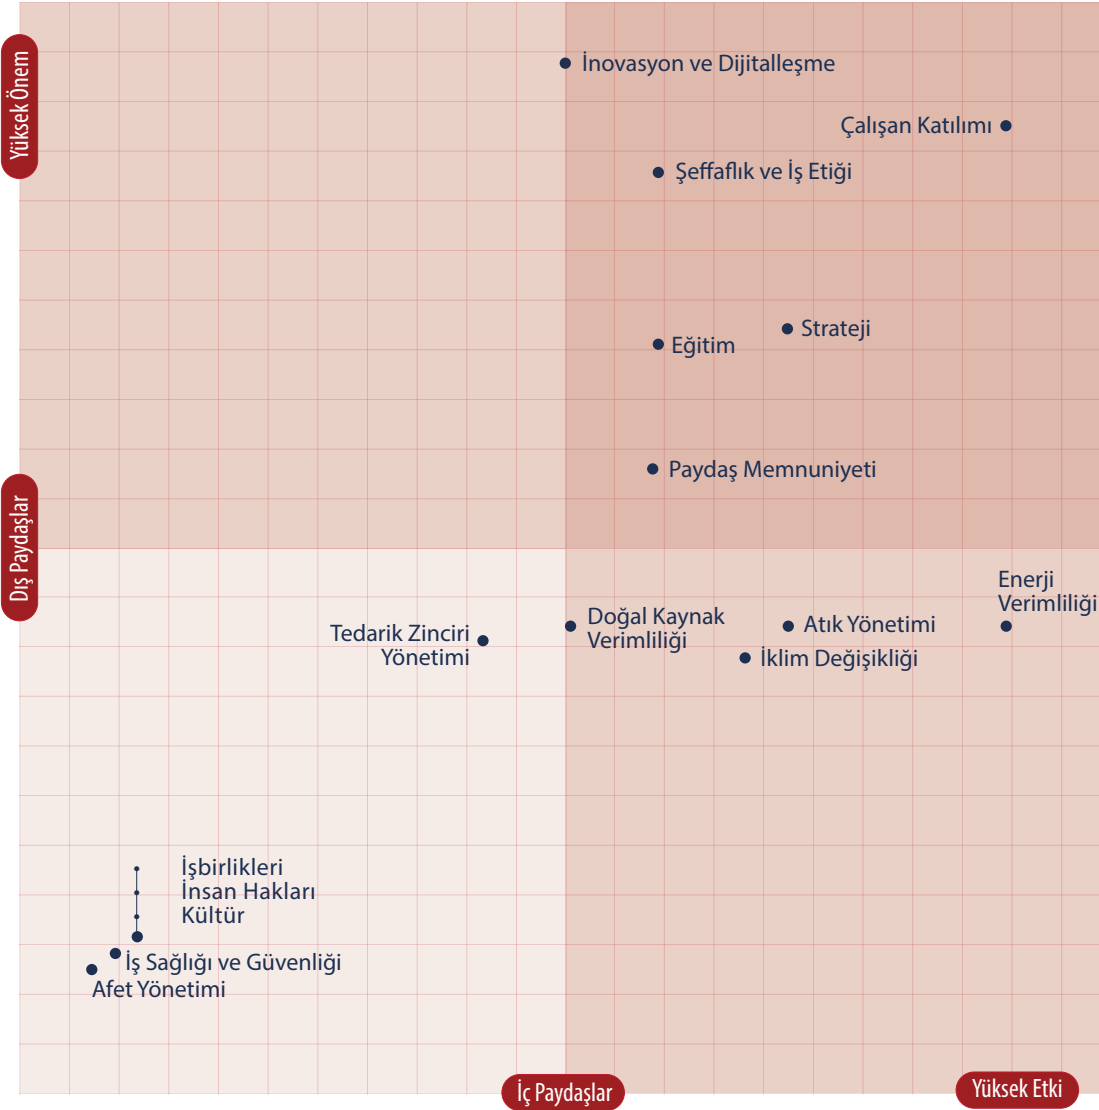 Yüksek Önem
İnovasyon ve Dijitalleşme
Çalışan Katılımı
Şeffaflık ve İş Etiği
Strateji
Eğitim
Paydaş Memnuniyeti
Dış Paydaşlar
Enerji
Verimliliği
Doğal Kaynak
Verimliliği
Atık Yönetimi
Tedarik Zinciri
Yönetimi
İklim Değişikliği
İşbirlikleri
İnsan Hakları
Kültür
İş Sağlığı ve Güvenliği
Afet Yönetimi
İç Paydaşlar
Yüksek Etki